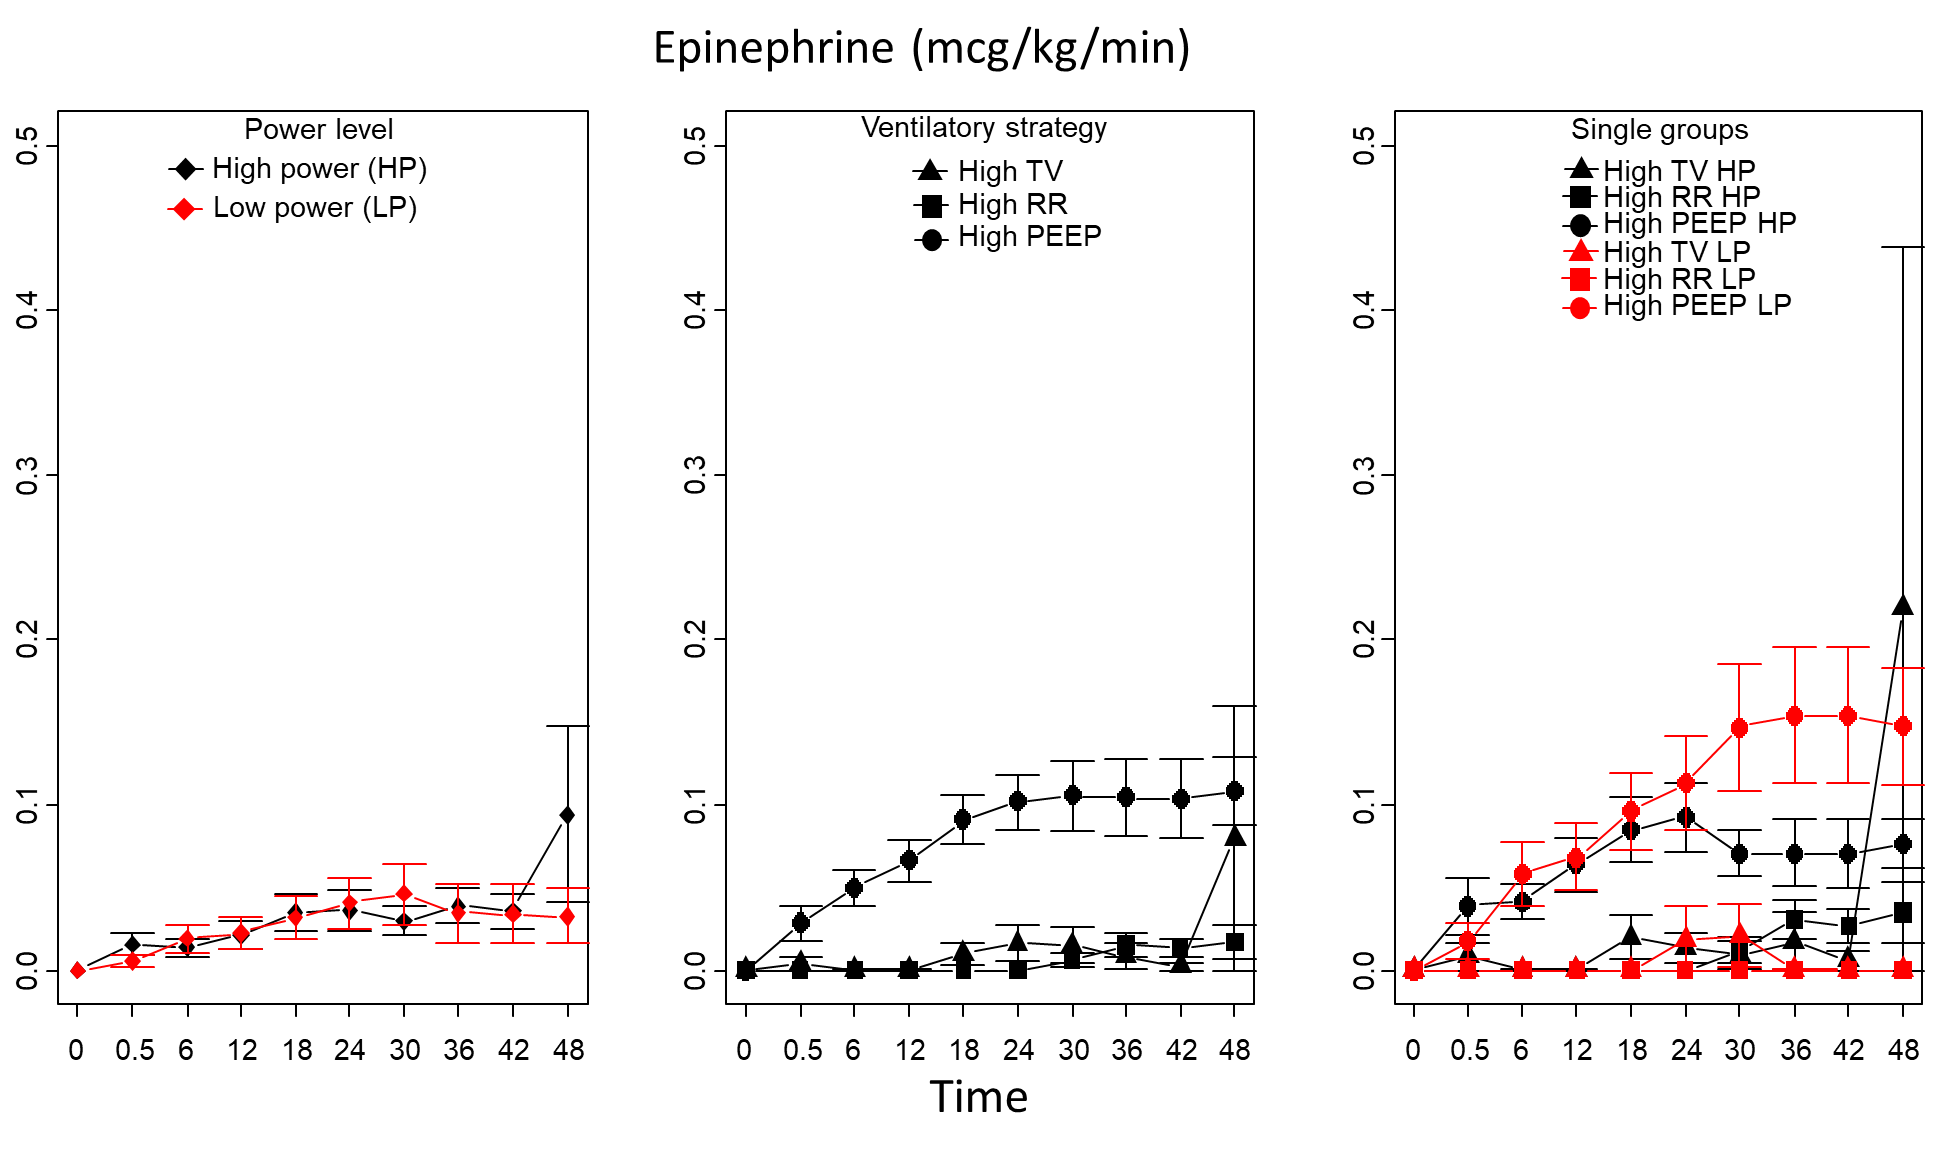 Epinephrine (mcg/kg/min)
Power level
High power (HP)
Low power (LP)
0.5
0.4
0.3
0.2
0.1
0.0
0 0.5 6 12 18 24 30 36 42 48
Ventilatory strategy
High TV
High RR
High PEEP
0.5
0.4
0.3
0.2
0.1
0.0
0 0.5 6 12 18 24 30 36 42 48
Single groups
High TV HP
High RR HP
High PEEP HP
High TV LP
High RR LP
High PEEP LP
0.5
0.4
0.3
0.2
0.1
0.0
0 0.5 6 12 18 24 30 36 42 48
Time